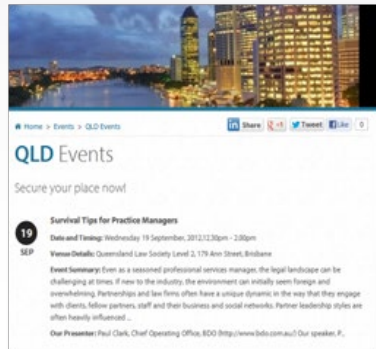 Home > Events > QLD Events
in Share g +1 Tweet f Like 0
QLD Events
Secure your place now!
19
SEP
Survival Tips for Practice Managers
Date and Timing: Wednesday 19 September, 2012,12.30pm - 2.00pm
Venue Details: Queensland Law Society Level 2, 179 Ann Street, Brisbane
Event Summary: Even as a seasoned professional services manager, the legal landscape can be
challenging at times. If new to the industry, the environment can initially seem foreign and
overwhelming. Partnerships and law firms often have a unique dynamic in the way that they engage
with clients, fellow partners, staff and their business and social networks. Partner leadership styles are
often heavily influenced ...
Our Presenter: Paul Clark, Chief Operating Office, BDO (http://www.bdo.com.au/) Our speaker, P...